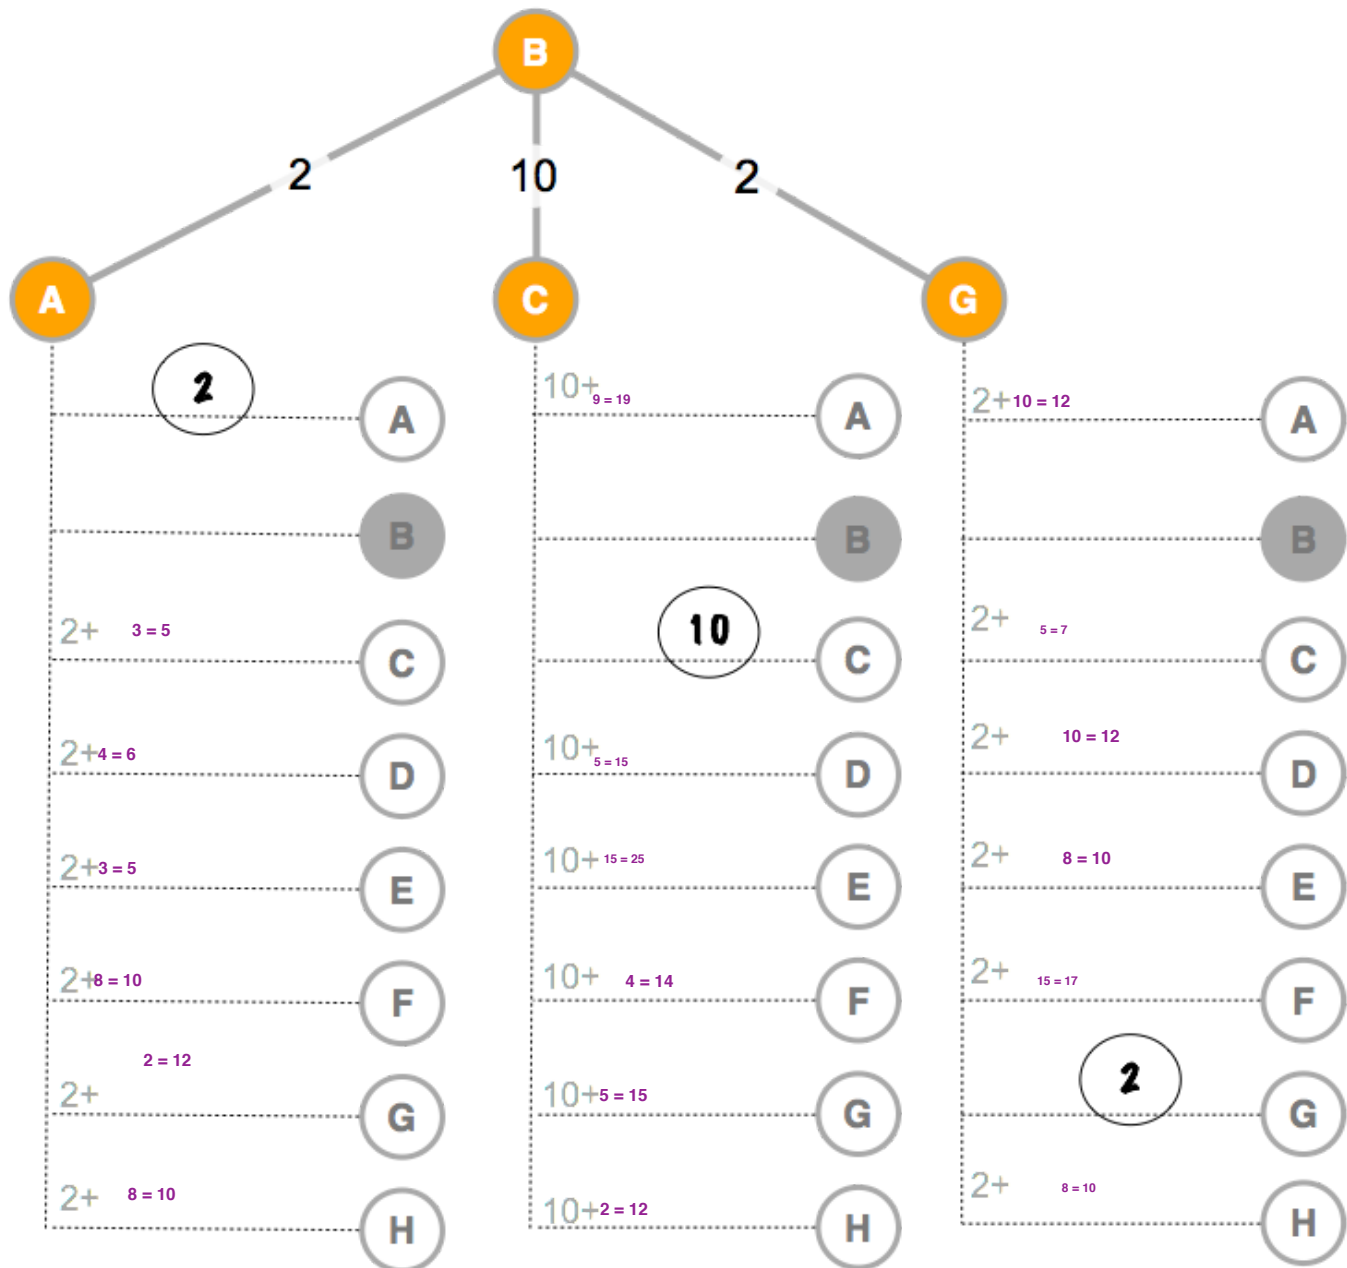 B
2 10 2
A C G
2 10+ 9 = 19 2+ 10 = 12
A A A
B B B
2+ 3 = 5 10 2+ 5 = 7
C C C
2+ 4 = 6 10+ 5 = 15 2+ 10 = 12
D D D
2+ 3 = 5 10+ 15 = 25 2+ 8 = 10
E E E
2+ 8 = 10 10+ 4 = 14 2+ 15 = 17
F F F
2 = 12
2+ 10+ 5 = 15 2
G G G
2+ 8 = 10 10+ 2 = 12 2+ 8 = 10
H H H